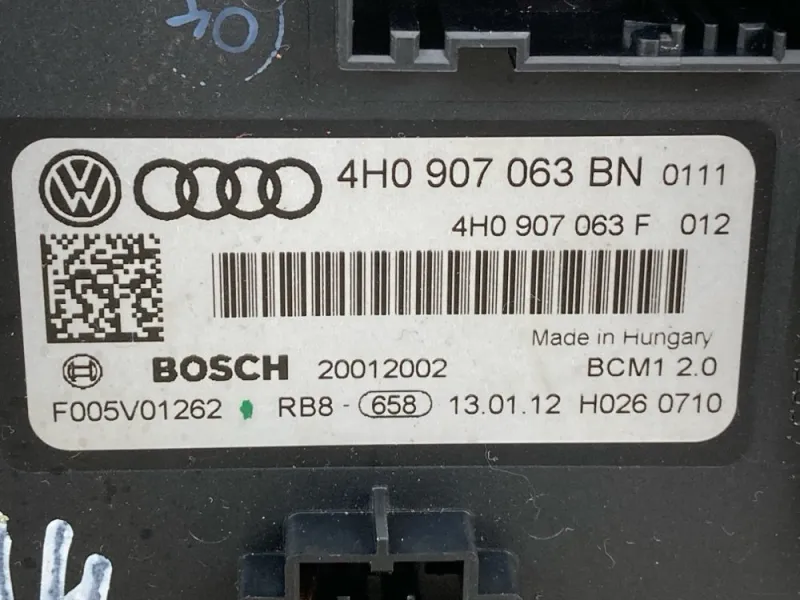 4H0 907 063 BN 0111
4H0 907 063 F 012
Made in Hungary
BOSCH 20012002 BCM1 2.0
F005V01262 RB8 - 658 13.01.12 H026 0710